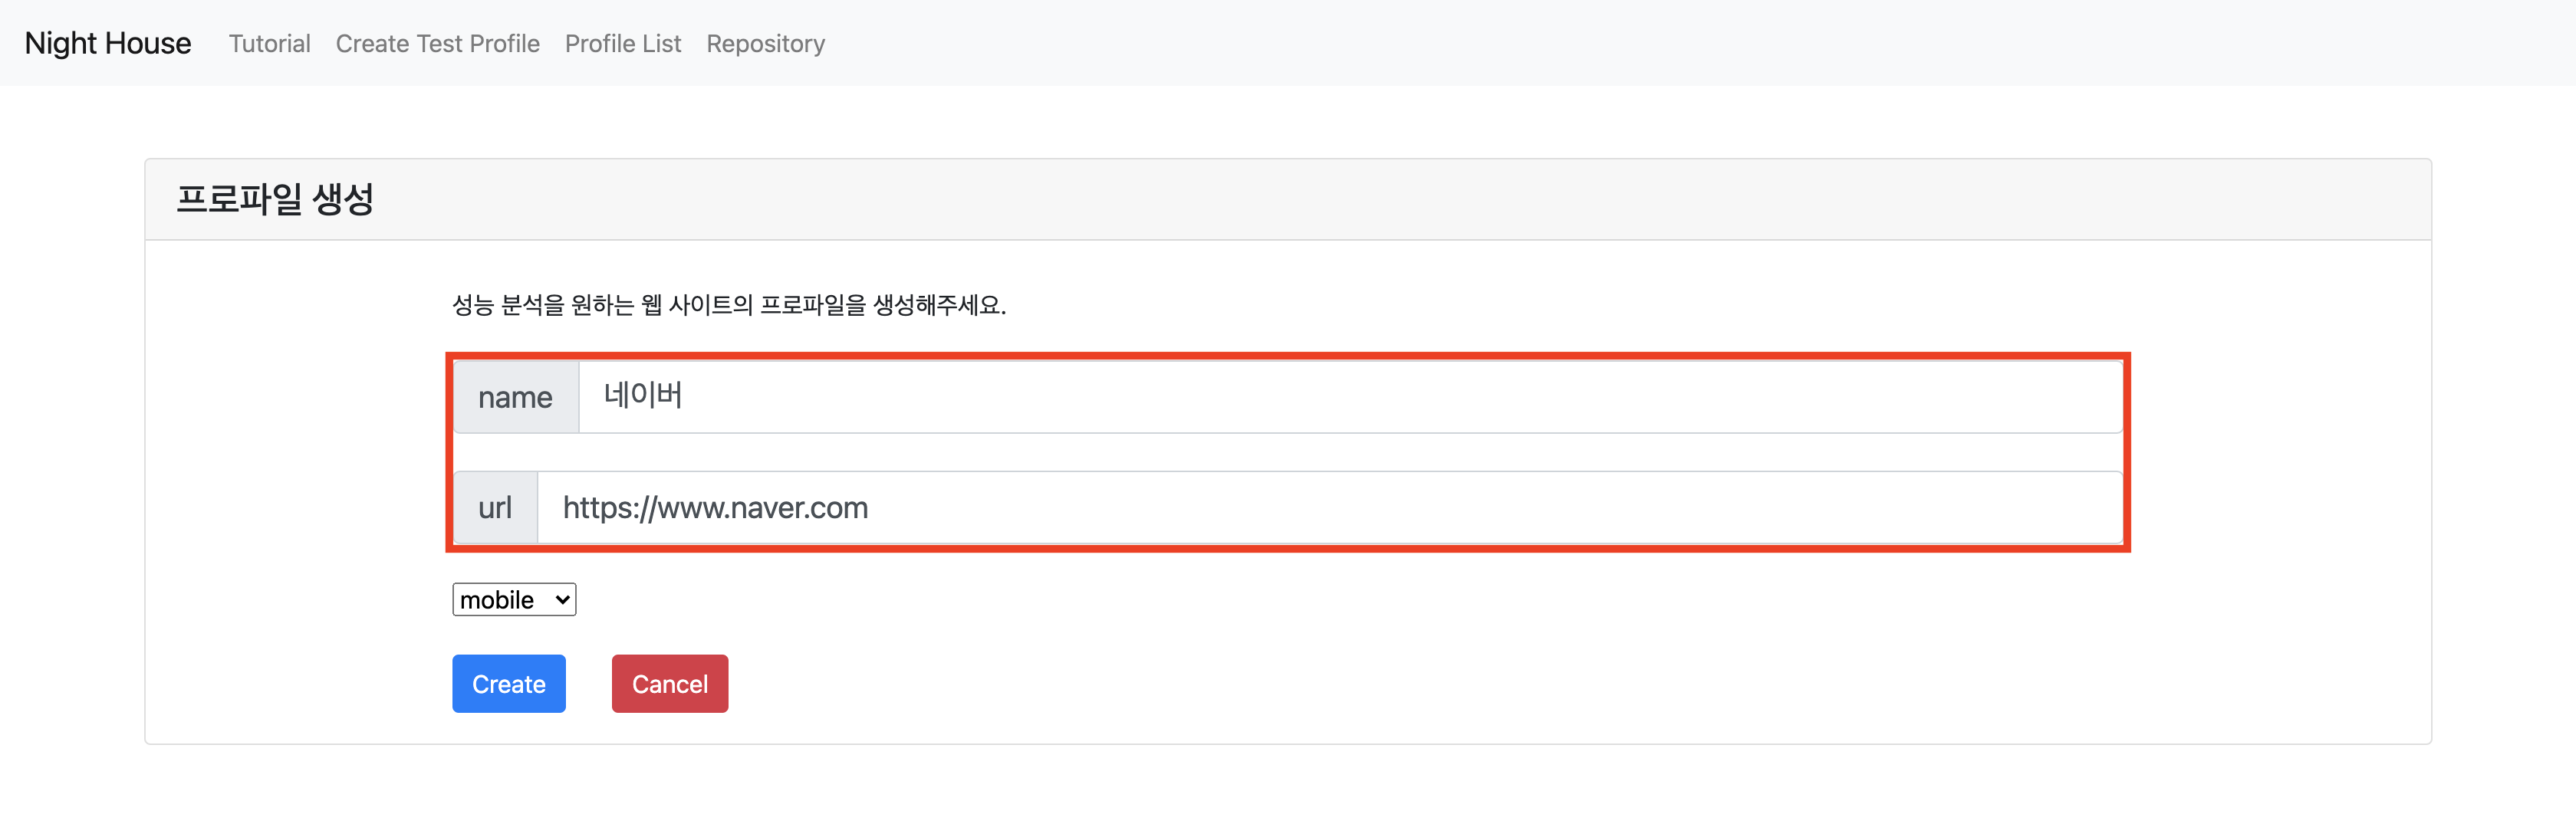 Night House Tutorial Create Test Profile Profile List Repository
프로파일 생성
성능 분석을 원하는 웹 사이트의 프로파일을 생성해주세요.
name 네이버
url https://www.naver.com
mobile
Create Cancel